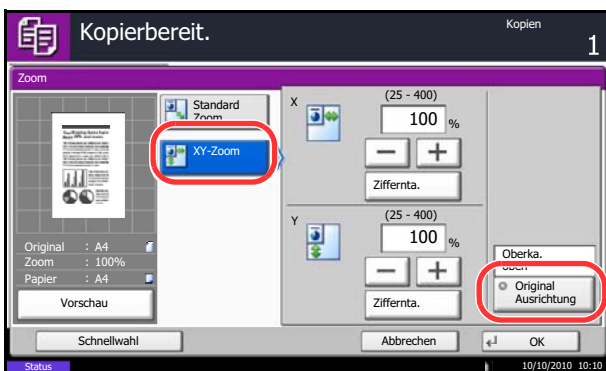 Kopierbereit.
Kopien
1
Zoom
Standard
Zoom
XY-Zoom
X
(25 - 400)
100 %
Ziffernta.
Y
(25 - 400)
100 %
Ziffernta.
Original : A4
Zoom : 100%
Papier : A4
Vorschau
Oberka.
oben
Original
Ausrichtung
Schnellwahl
Abbrechen
OK
Status
10/10/2010 10:10